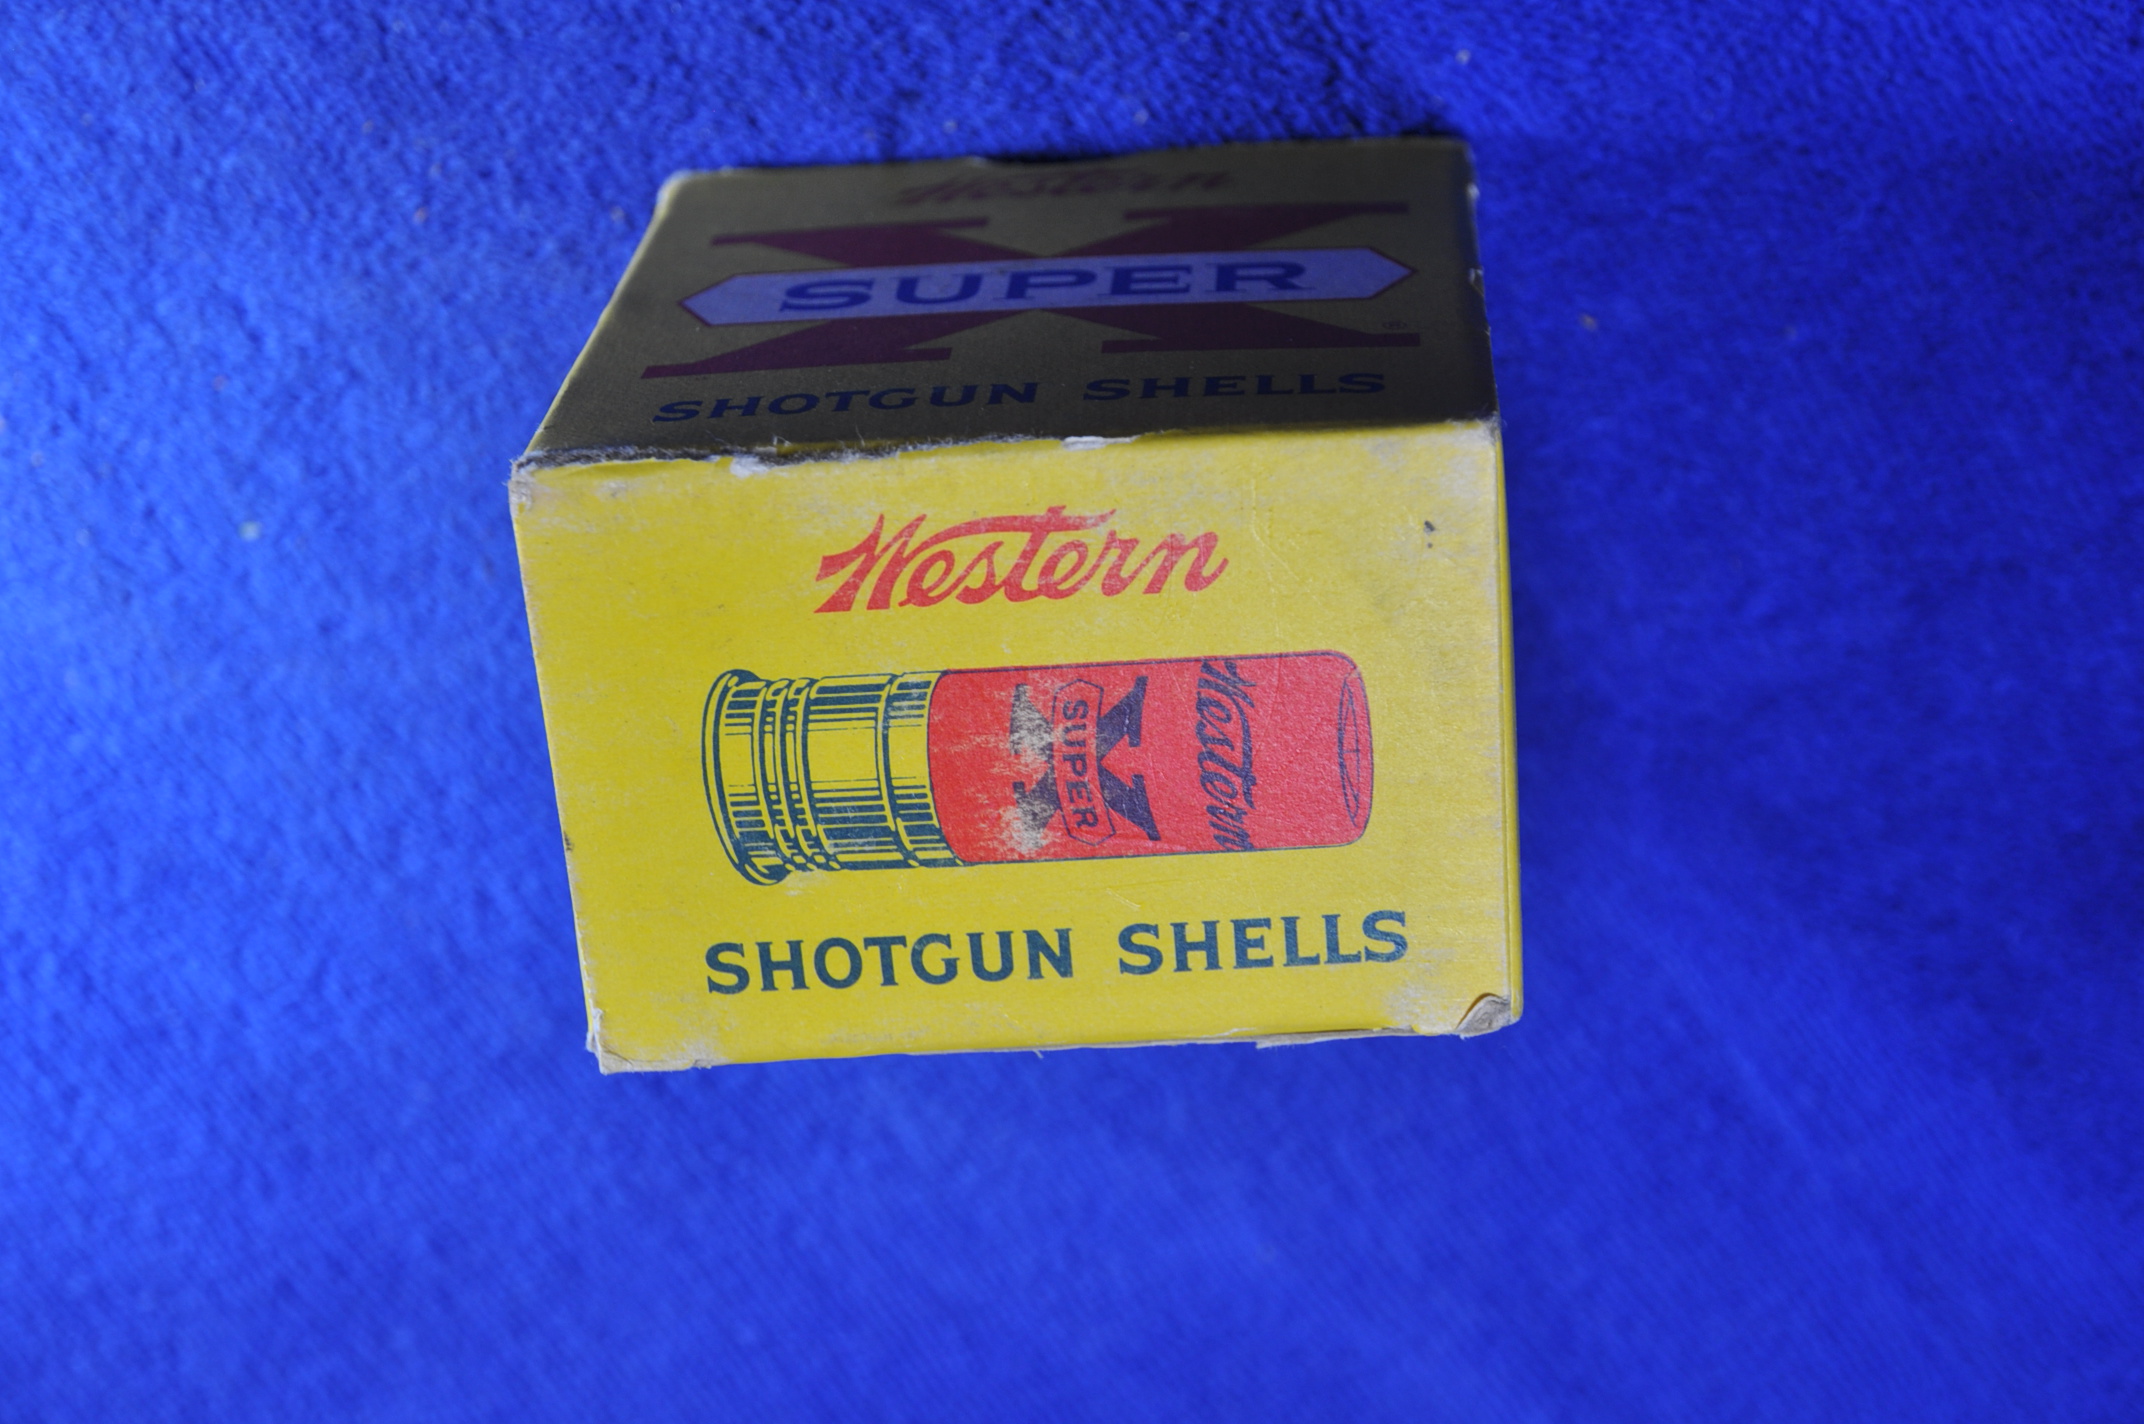 Western
X
SUPER
®
SHOTGUN SHELLS
Western
X
SUPER
Western
SHOTGUN SHELLS